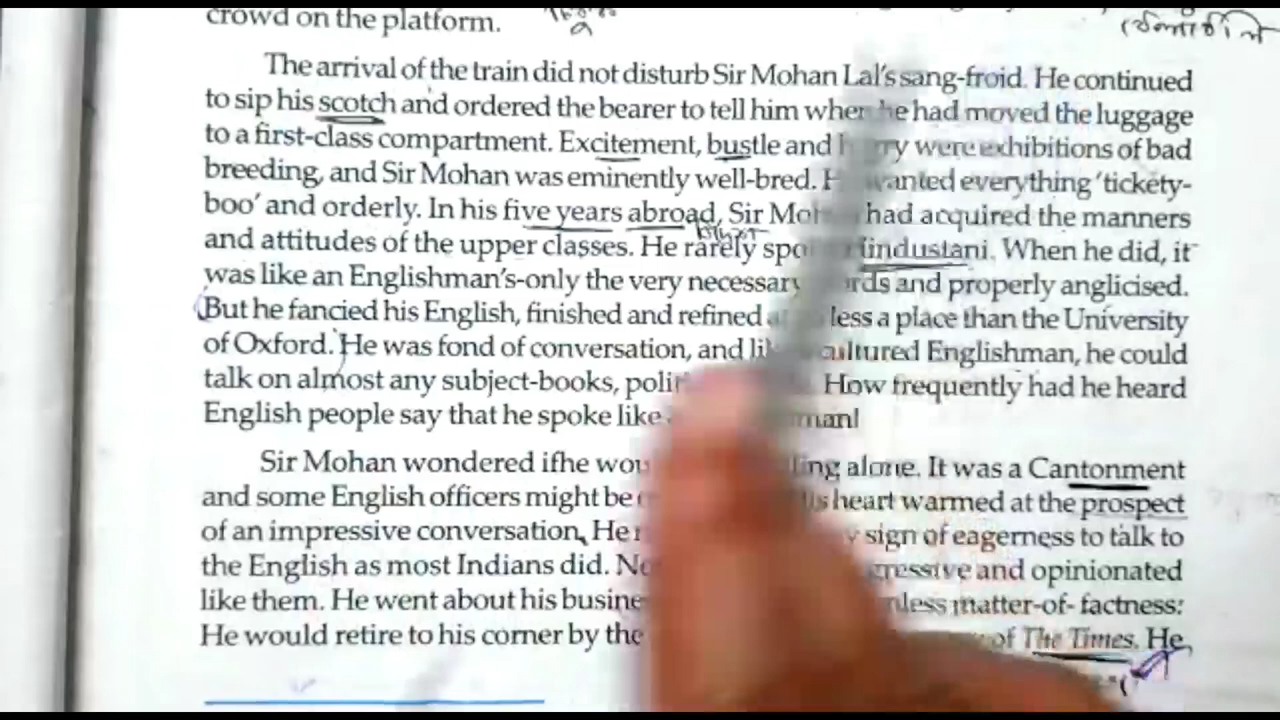 crowd on the platform.
The arrival of the train did not disturb Sir Mohan Lal's sang-froid. He continued
to sip his scotch and ordered the bearer to tell him when he had moved the luggage
to a first-class compartment. Excitement, bustle and were exhibitions of bad
breeding, and Sir Mohan was eminently well-bred. wanted everything 'tickety-
boo' and orderly. In his five years abroad, Sir had acquired the manners
and attitudes of the upper classes. He rarely Hindustani. When he did, it
was like an Englishman's-only the very necessary and properly anglicised.
But he fancied his English, finished and refined less a place than the University
of Oxford. He was fond of conversation, and cultured Englishman, he could
talk on almost any subject-books, How frequently had he heard
English people say that he spoke like
Sir Mohan wondered ifhe alone. It was a Cantonment
and some English officers might be heart warmed at the prospect
of an impressive conversation. He sign of eagerness to talk to
the English as most Indians did. and opinionated
like them. He went about his matter-of- factness:
He would retire to his corner by the of The Times. He